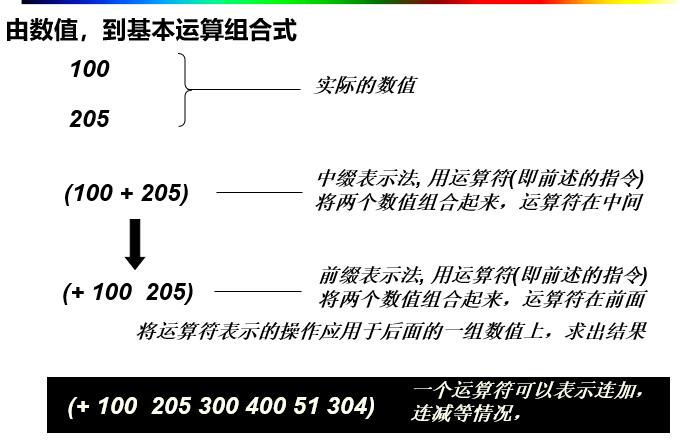 由数值，到基本运算组合式
100
205
实际的数值
(100 + 205)
中缀表示法, 用运算符(即前述的指令)
将两个数值组合起来，运算符在中间
(+ 100  205)
前缀表示法, 用运算符(即前述的指令)
将两个数值组合起来，运算符在前面
将运算符表示的操作应用于后面的一组数值上，求出结果
(+ 100  205 300 400 51 304)
一个运算符可以表示连加，
连减等情况，